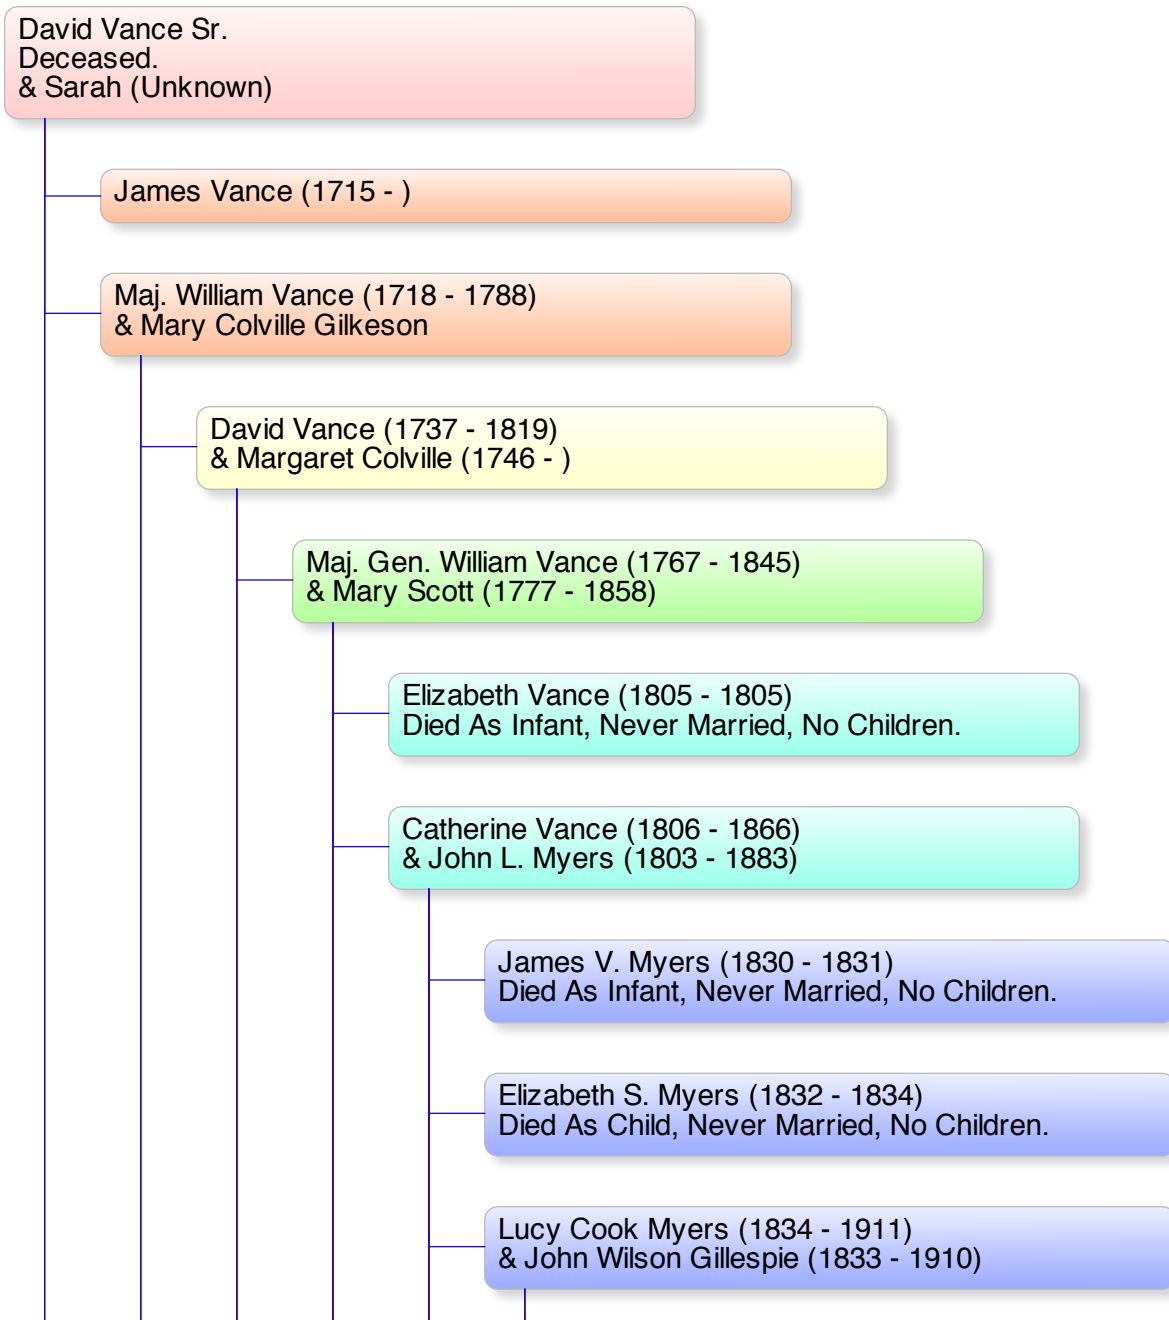 David Vance Sr.
Deceased.
& Sarah (Unknown)
James Vance (1715 - )
Maj. William Vance (1718 - 1788)
& Mary Colville Gilkeson
David Vance (1737 - 1819)
& Margaret Colville (1746 - )
Maj. Gen. William Vance (1767 - 1845)
& Mary Scott (1777 - 1858)
Elizabeth Vance (1805 - 1805)
Died As Infant, Never Married, No Children.
Catherine Vance (1806 - 1866)
& John L. Myers (1803 - 1883)
James V. Myers (1830 - 1831)
Died As Infant, Never Married, No Children.
Elizabeth S. Myers (1832 - 1834)
Died As Child, Never Married, No Children.
Lucy Cook Myers (1834 - 1911)
& John Wilson Gillespie (1833 - 1910)